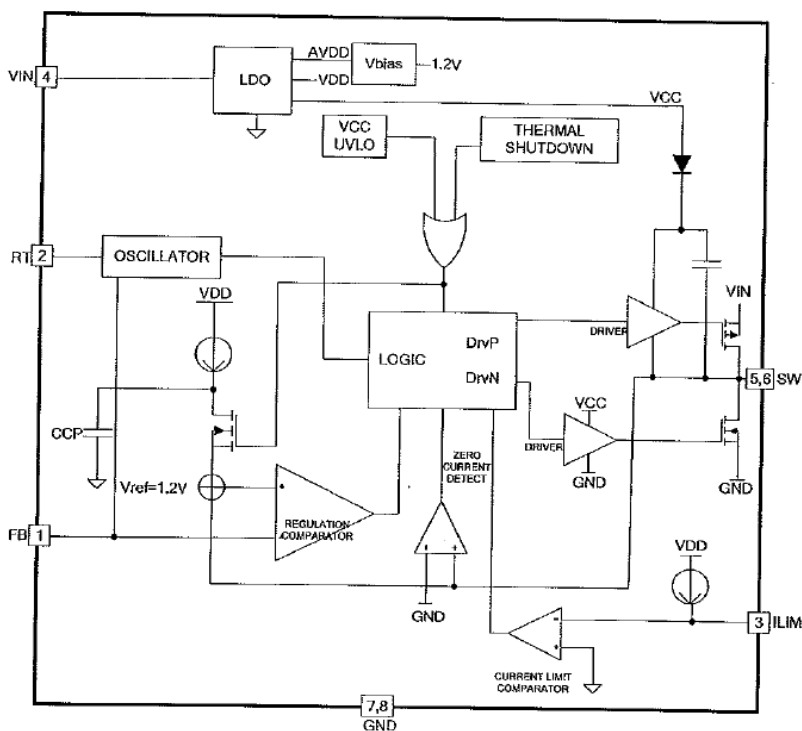 AVDD
VIN 4
LDO
VDD
Vbias
1.2V
VCC
VCC
UVLO
THERMAL
SHUTDOWN
RT 2
OSCILLATOR
VDD
VIN
DrvP
DRIVER
LOGIC
DrvN
5,6 SW
CCP
VCC
ZERO
CURRENT
DETECT
DRIVER
GND
GND
Vref=1.2V
REGULATION
COMPARATOR
FB 1
VDD
GND
3 ILIM
CURRENT LIMIT
COMPARATOR
7,8
GND